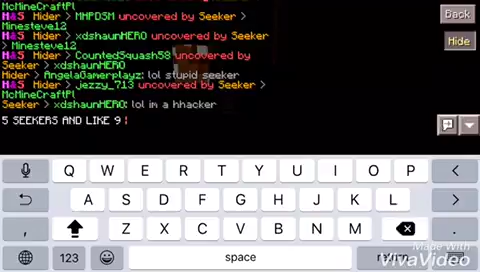 McMineCraftPl
H&S Hider > MHPDSM uncovered by Seeker >
Minesteve12
H&S Hider > xdshaunHERO uncovered by Seeker
> Minesteve12
H&S Hider > CountedSquash58 uncovered by
Seeker > xdshaunHERO
Hider > AngelaGamerplayz: lol stupid seeker
H&S Hider > jezzy_713 uncovered by Seeker >
McMineCraftPl
Seeker > xdshaunHERO: lol im a hhacker
5 SEEKERS AND LIKE 9
Back
Hide
Q W E R T Y U I O P
A S D F G H J K L
Z X C V B N M
, .
123 space
Made With
VivaVideo